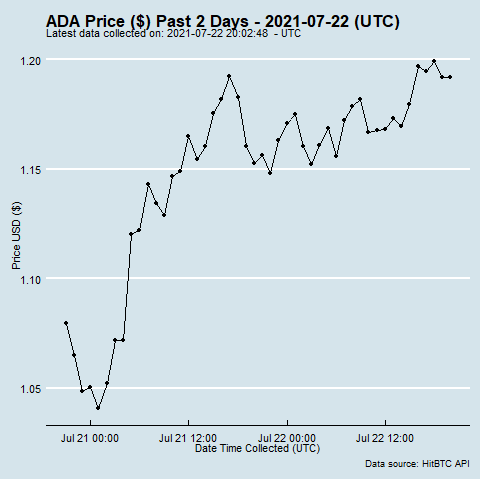 ADA Price ($) Past 2 Days - 2021-07-22 (UTC)
Latest data collected on: 2021-07-22 20:02:48 - UTC
1.20
1.15
1.10
1.05
Price USD ($)
Jul 21 00:00 Jul 21 12:00 Jul 22 00:00 Jul 22 12:00
Date Time Collected (UTC)
Data source: HitBTC API